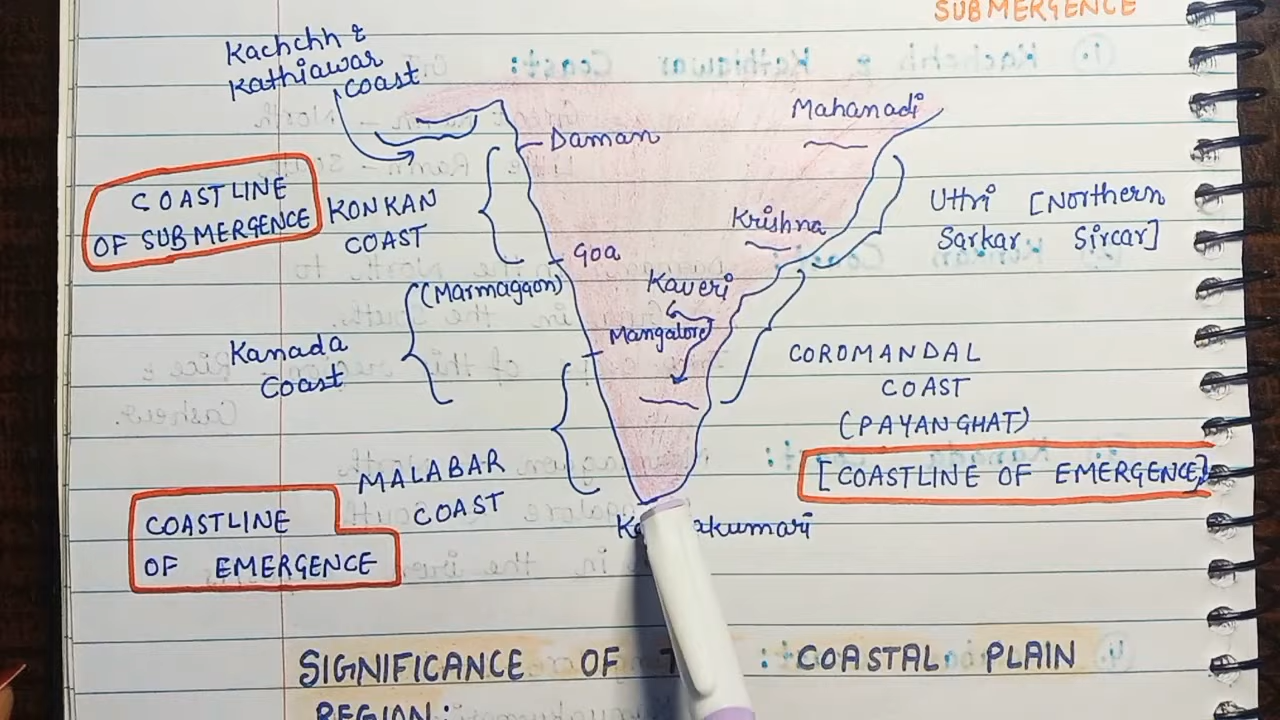 SUBMERGENCE
Kachchh &
Kathiawar
Coast
Mahanadi
Daman
COASTLINE
OF SUBMERGENCE
KONKAN
COAST
Krishna
Uttri [Northern
Sarkar Sircar]
Goa
(Marmagaon)
Kaveri
Mangalore
Kanada
Coast
COROMANDAL
COAST
(PAYANGHAT)
[COASTLINE OF EMERGENCE]
MALABAR
COAST
COASTLINE
OF EMERGENCE
SIGNIFICANCE OF COASTAL PLAIN
REGION: